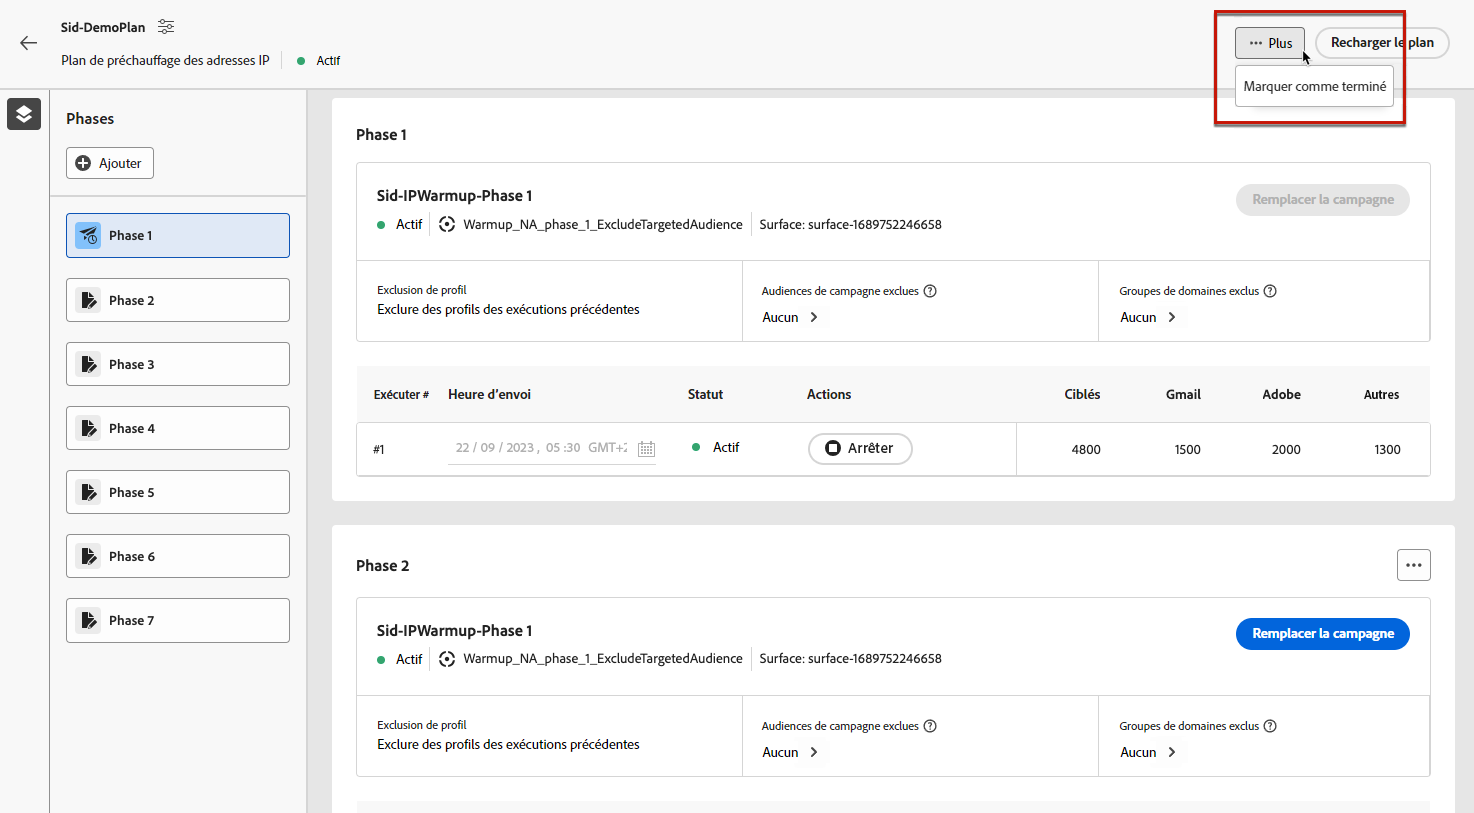 Sid-DemoPlan
Plan de préchauffage des adresses IP
Actif
Plus
Recharger le plan
Marquer comme terminé
Phases
Ajouter
Phase 1
Phase 2
Phase 3
Phase 4
Phase 5
Phase 6
Phase 7
Phase 1
Sid-IPWarmup-Phase 1
Remplacer la campagne
Actif
Warmup_NA_phase_1_ExcludeTargetedAudience
Surface: surface-1689752246658
Exclusion de profil
Exclure des profils des exécutions précédentes
Audiences de campagne exclues
Aucun
Groupes de domaines exclus
Aucun
Exécuter # Heure d'envoi Statut Actions Ciblés Gmail Adobe Autres
#1 22 / 09 / 2023 , 05 :30 GMT+2 Actif Arrêter 4800 1500 2000 1300
Phase 2
Sid-IPWarmup-Phase 1
Remplacer la campagne
Actif
Warmup_NA_phase_1_ExcludeTargetedAudience
Surface: surface-1689752246658
Exclusion de profil
Exclure des profils des exécutions précédentes
Audiences de campagne exclues
Aucun
Groupes de domaines exclus
Aucun